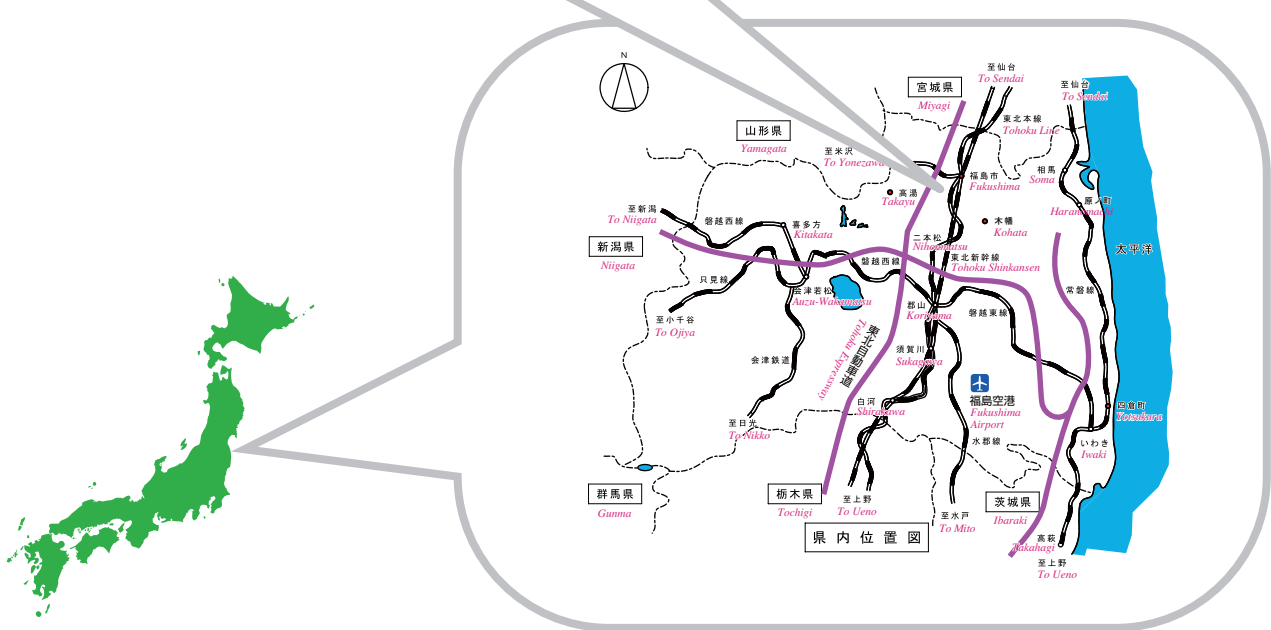 N
至仙台
To Sendai
至仙台
To Sendai
宮城県
Miyagi
東北本線
Tohoku Line
山形県
Yamagata
至米沢
To Yonezawa
相馬
Soma
福島市
Fukushima
高湯
Takayu
原ノ町
Haranomachi
至新潟
To Niigata
磐越西線
喜多方
Kitakata
木幡
Kohata
二本松
Nihonmatsu
新潟県
Niigata
太平洋
磐越西線
東北新幹線
Tohoku Shinkansen
只見線
会津若松
Auzu-Wakamatsu
常磐線
郡山
Koriyama
磐越東線
至小千谷
To Ojiya
東北自動車道
Tohoku Expressway
須賀川
Sukagawa
会津鉄道
福島空港
Fukushima
Airport
白河
Shirakawa
四倉町
Yotsukura
至日光
To Nikko
水郡線
いわき
Iwaki
群馬県
Gunma
栃木県
Tochigi
至上野
To Ueno
茨城県
Ibaraki
至水戸
To Mito
県内位置図
高萩
Takahagi
至上野
To Ueno